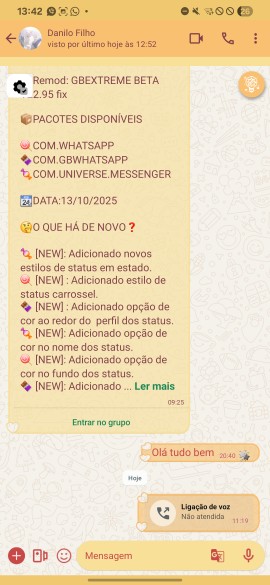 13:42
Danilo Filho
visto por último hoje às 12:52
Remod: GBEXTREME BETA
2.95 fix
📦PACOTES DISPONÍVEIS
🍭COM.WHATSAPP
🍫COM.GBWHATSAPP
🍬COM.UNIVERSE.MESSENGER
📆DATA:13/10/2025
🤔O QUE HÁ DE NOVO❓
🍬 [NEW]: Adicionado novos
estilos de status em estado.
🍭 [NEW] : Adicionado estilo de
status carrossel.
🍫 [NEW]: Adicionado opção de
cor ao redor do perfil dos status.
🍬 [NEW]: Adicionado opção de
cor no nome dos status.
🍭 [NEW]: Adicionado opção de
cor no fundo dos status.
🍫 [NEW]: Adicionado ... Ler mais
09:25
Entrar no grupo
Olá tudo bem 20:40
Hoje
Ligação de voz
Não atendida
11:19
Mensagem